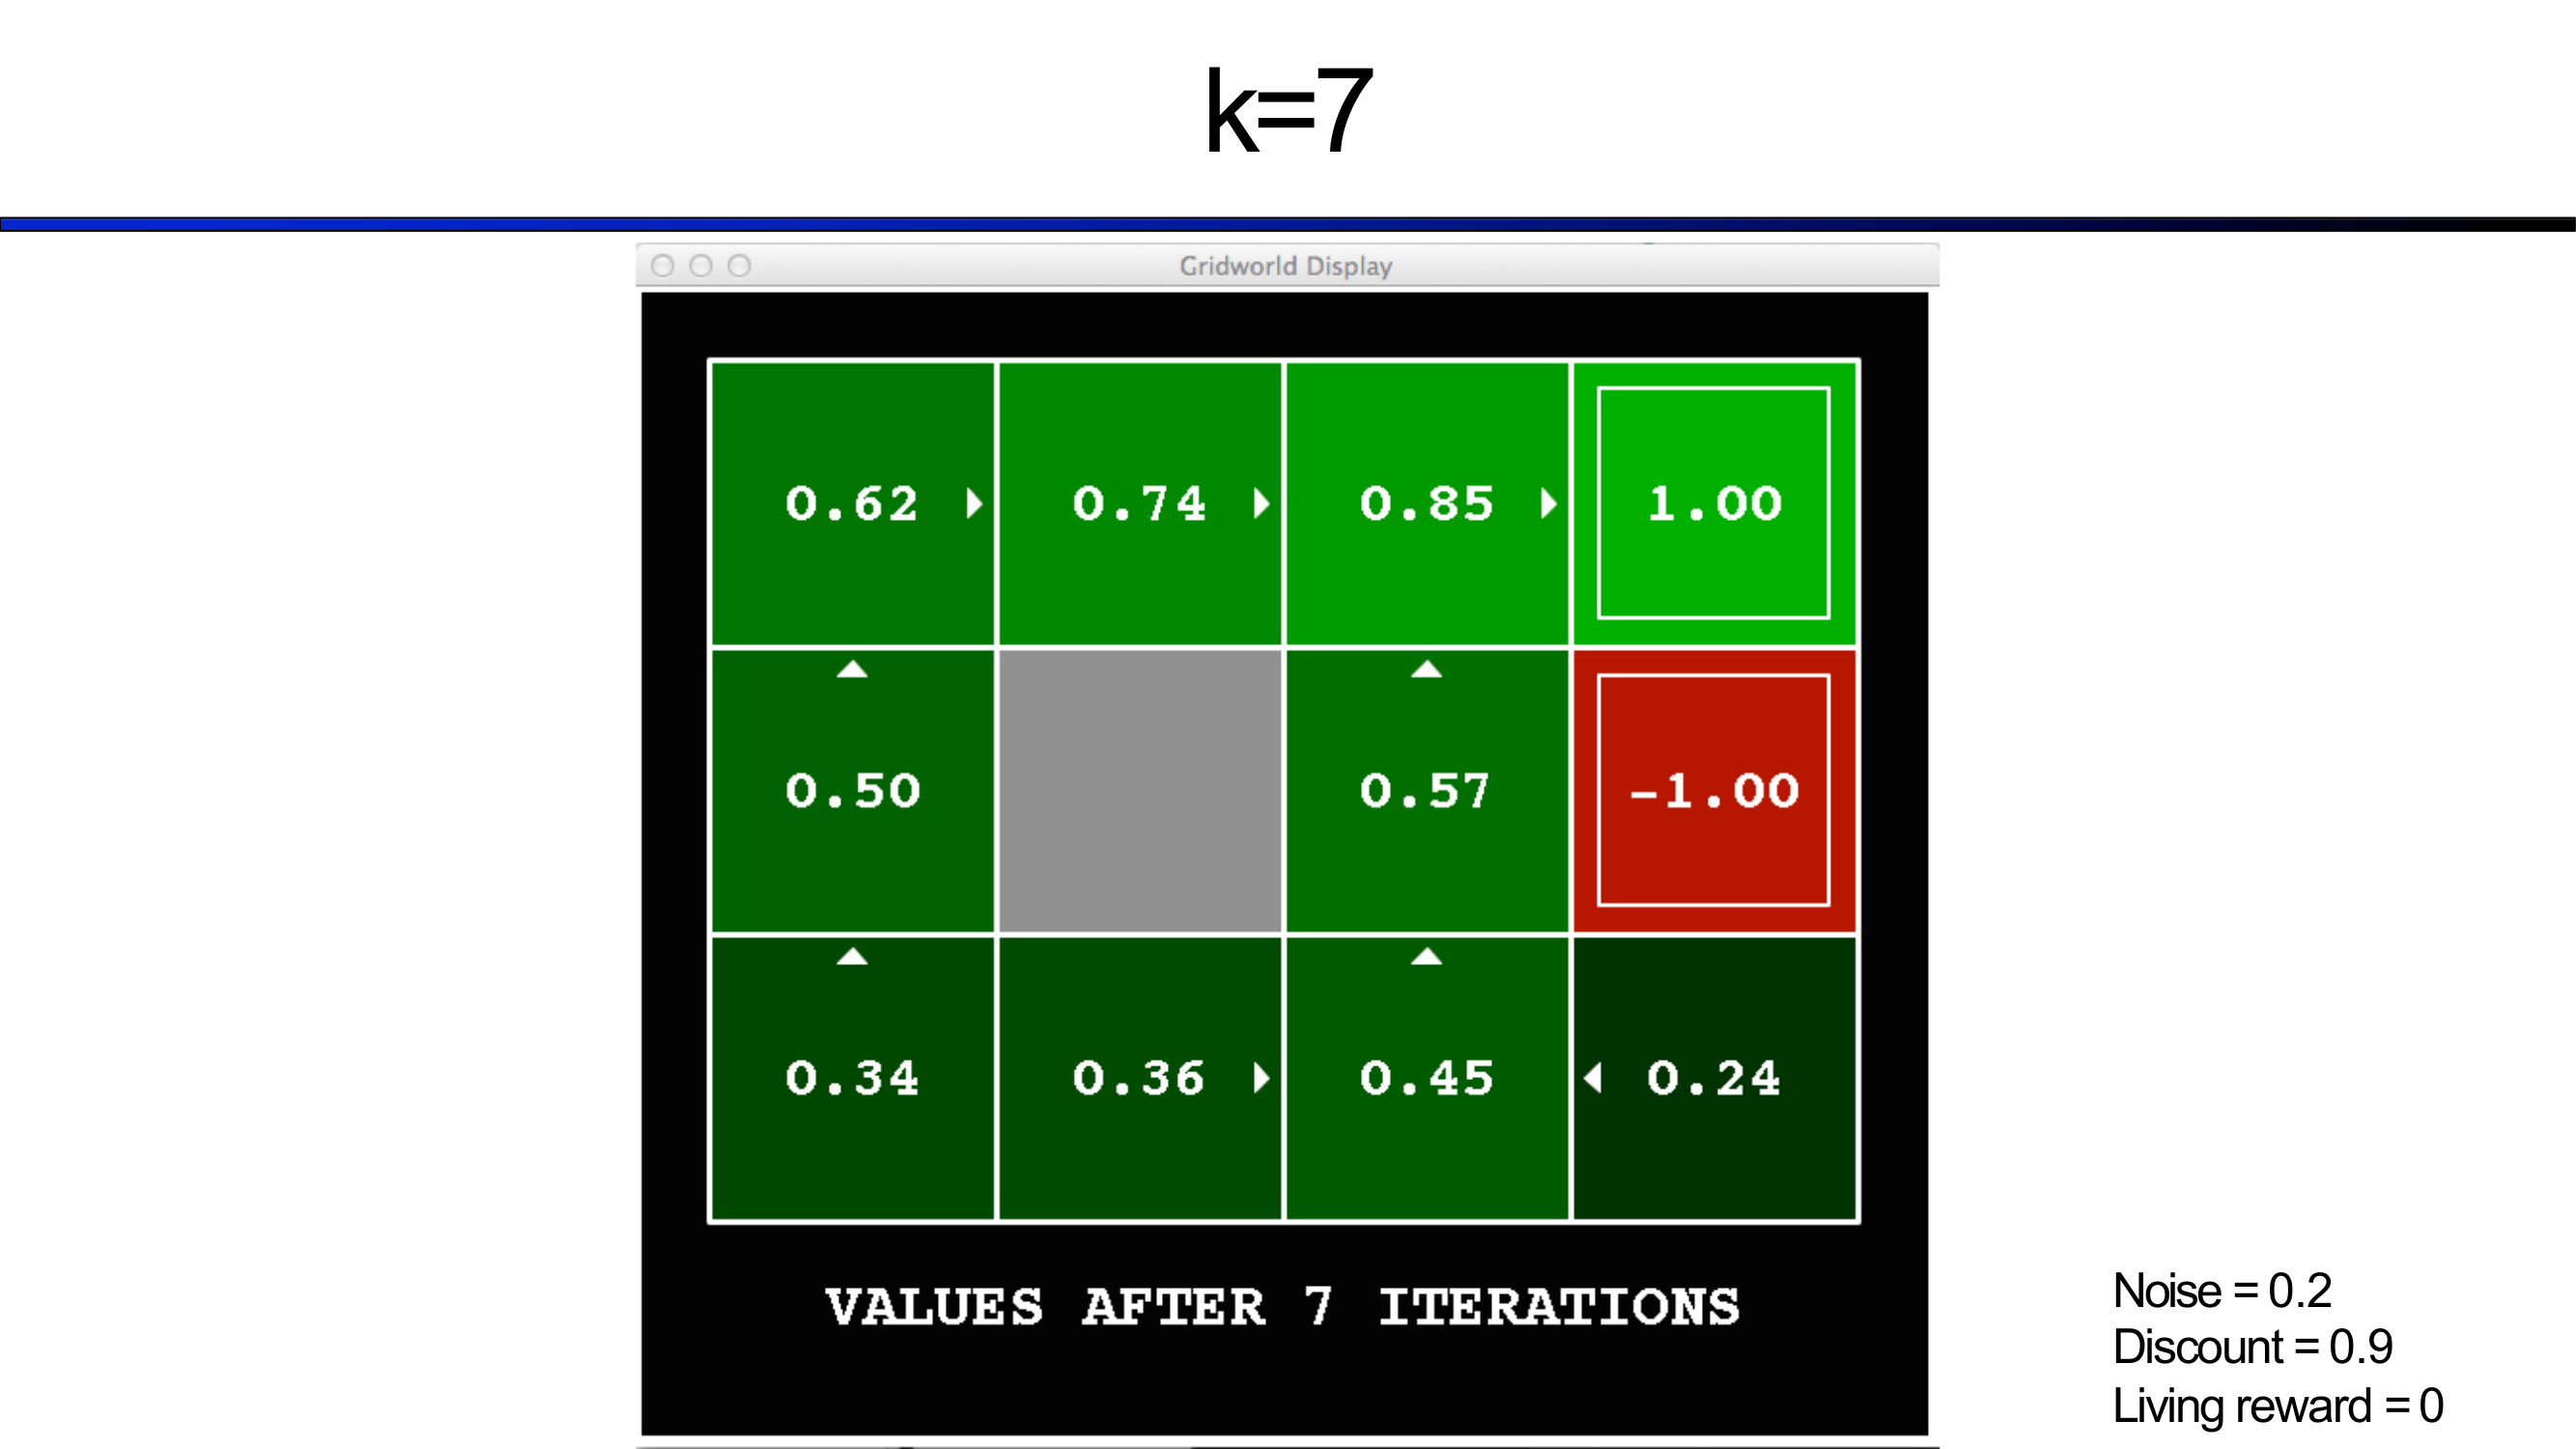 k=7
Gridworld Display
0.62 0.74 0.85 1.00
0.50 0.57 -1.00
0.34 0.36 0.45 0.24
VALUES AFTER 7 ITERATIONS
Noise = 0.2
Discount = 0.9
Living reward = 0